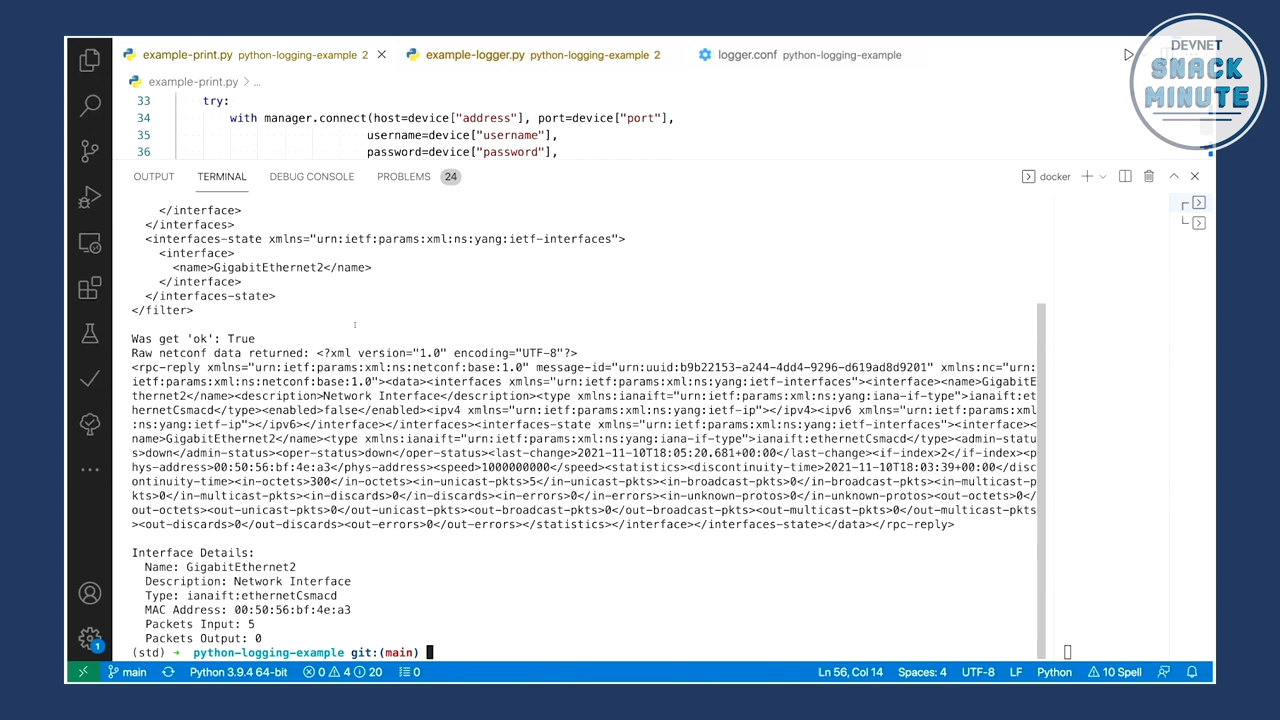 DEVNET
SNACK
MINUTE
example-print.py python-logging-example 2
example-logger.py python-logging-example 2
logger.conf python-logging-example
example-print.py > ...
33 try:
34 with manager.connect(host=device["address"], port=device["port"],
35 username=device["username"],
36 password=device["password"],
OUTPUT TERMINAL DEBUG CONSOLE PROBLEMS 24
docker
</interface>
</interfaces>
<interfaces-state xmlns="urn:ietf:params:xml:ns:yang:ietf-interfaces">
<interface>
<name>GigabitEthernet2</name>
</interface>
</interfaces-state>
</filter>
Was get 'ok': True
Raw netconf data returned: <?xml version="1.0" encoding="UTF-8"?>
<rpc-reply xmlns="urn:ietf:params:xml:ns:netconf:base:1.0" message-id="urn:uuid:b9b22153-a244-4dd4-9296-d619ad8d9201" xmlns:nc="urn:
ietf:params:xml:ns:netconf:base:1.0"><data><interfaces xmlns="urn:ietf:params:xml:ns:yang:ietf-interfaces"><interface><name>GigabitE
thernet2</name><description>Network Interface</description><type xmlns:ianaift="urn:ietf:params:xml:ns:yang:iana-if-type">ianaift:et
hernetCsmacd</type><enabled>false</enabled><ipv4 xmlns="urn:ietf:params:xml:ns:yang:ietf-ip"></ipv4><ipv6 xmlns="urn:ietf:params:xml
:ns:yang:ietf-ip"></ipv6></interface></interfaces><interfaces-state xmlns="urn:ietf:params:xml:ns:yang:ietf-interfaces"><interface><
name>GigabitEthernet2</name><type xmlns:ianaift="urn:ietf:params:xml:ns:yang:iana-if-type">ianaift:ethernetCsmacd</type><admin-statu
s>down</admin-status><oper-status>down</oper-status><last-change>2021-11-10T18:05:20.681+00:00</last-change><if-index>2</if-index><p
hys-address>00:50:56:bf:4e:a3</phys-address><speed>1000000000</speed><statistics><discontinuity-time>2021-11-10T18:03:39+00:00</disc
ontinuity-time><in-octets>300</in-octets><in-unicast-pkts>5</in-unicast-pkts><in-broadcast-pkts>0</in-broadcast-pkts><in-multicast-p
kts>0</in-multicast-pkts><in-discards>0</in-discards><in-errors>0</in-errors><in-unknown-protos>0</in-unknown-protos><out-octets>0</
out-octets><out-unicast-pkts>0</out-unicast-pkts><out-broadcast-pkts>0</out-broadcast-pkts><out-multicast-pkts>0</out-multicast-pkts
><out-discards>0</out-discards><out-errors>0</out-errors></statistics></interface></interfaces-state></data></rpc-reply>
Interface Details:
Name: GigabitEthernet2
Description: Network Interface
Type: ianaift:ethernetCsmacd
MAC Address: 00:50:56:bf:4e:a3
Packets Input: 5
Packets Output: 0
(std) → python-logging-example git:(main)
1
main Python 3.9.4 64-bit 0 4 20 0 Ln 56, Col 14 Spaces: 4 UTF-8 LF Python 10 Spell